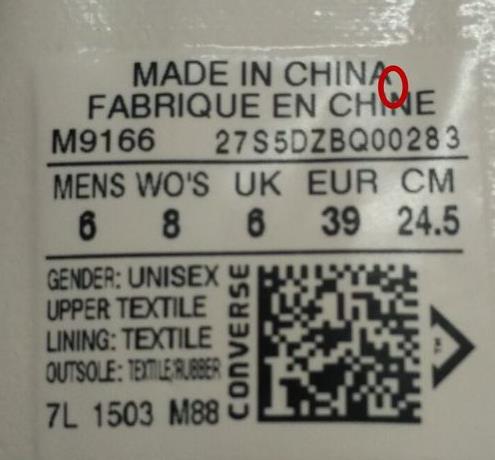 MADE IN CHINA
FABRIQUE EN CHINE
M9166 27S5DZBQ00283
MENS WO'S UK EUR CM
6 8 6 39 24.5
GENDER: UNISEX
UPPER TEXTILE
LINING: TEXTILE
OUTSOLE: TEXTILE/RUBBER
7L 1503 M88
CONVERSE
TM